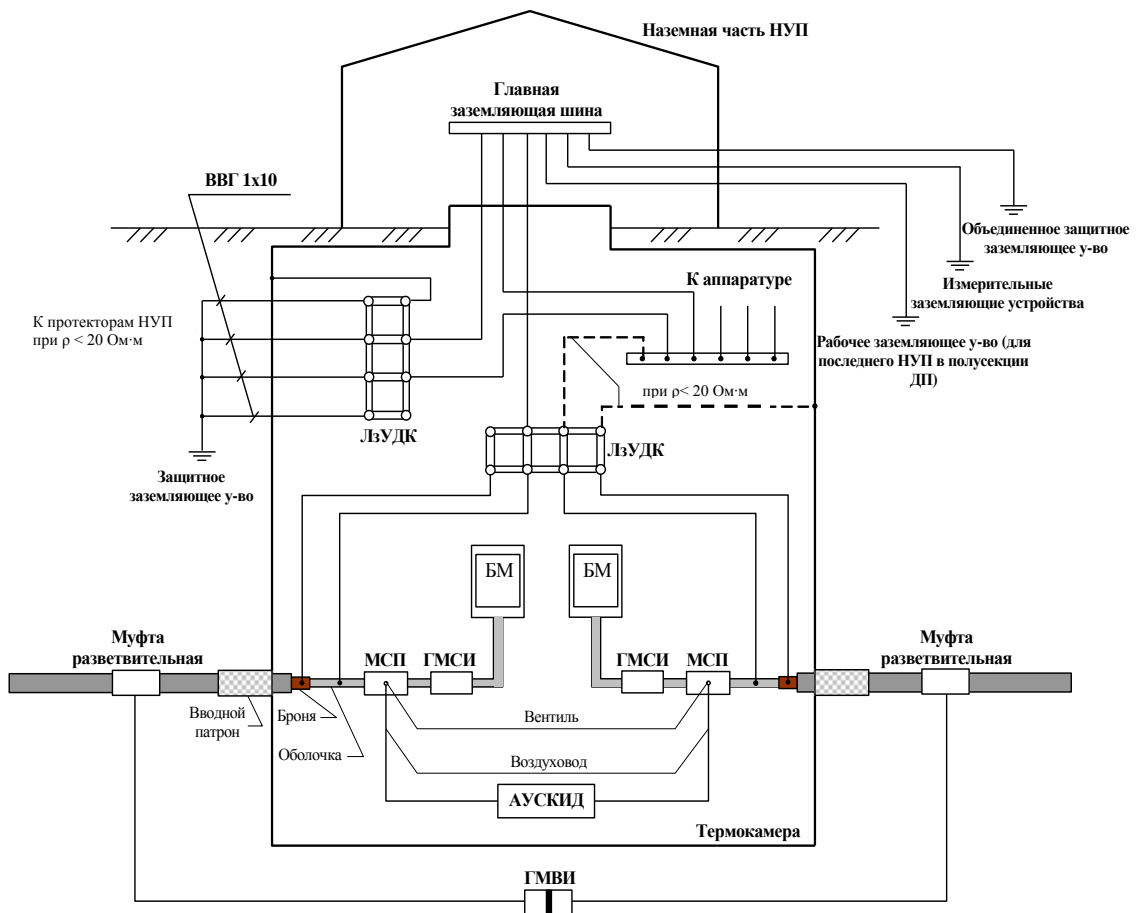 Наземная часть НУП
Главная
заземляющая шина
ВВГ 1х10
Объединенное защитное
заземляющее у-во
К аппаратуре
Измерительные
заземляющие устройства
К протекторам НУП
при ρ < 20 Ом·м
Рабочее заземляющее у-во (для
последнего НУП в полусекции
ДП)
при ρ< 20 Ом·м
ЛзУДК
ЛзУДК
Защитное
заземляющее у-во
БМ
БМ
Муфта
разветвительная
МСП
ГМСИ
ГМСИ
МСП
Муфта
разветвительная
Вводной
патрон
Броня
Оболочка
Вентиль
Воздуховод
АУСКИД
Термокамера
ГМВИ